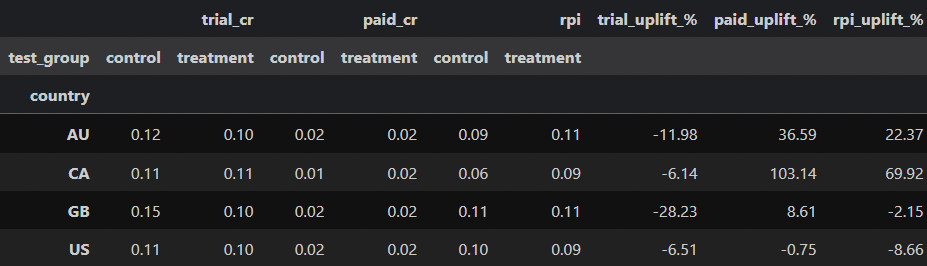 trial_cr paid_cr rpi trial_uplift_% paid_uplift_% rpi_uplift_%
test_group control treatment control treatment control treatment
country
AU 0.12 0.10 0.02 0.02 0.09 0.11 -11.98 36.59 22.37
CA 0.11 0.11 0.01 0.02 0.06 0.09 -6.14 103.14 69.92
GB 0.15 0.10 0.02 0.02 0.11 0.11 -28.23 8.61 -2.15
US 0.11 0.10 0.02 0.02 0.10 0.09 -6.51 -0.75 -8.66